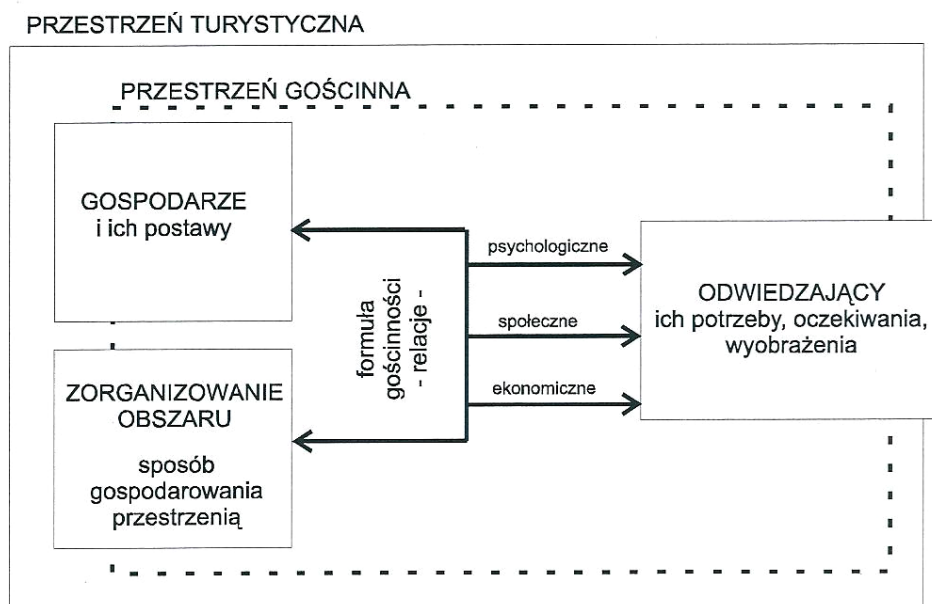 PRZESTRZEŃ TURYSTYCZNA
PRZESTRZEŃ GOŚCINNA
GOSPODARZE
i ich postawy
ZORGANIZOWANIE
OBSZARU
sposób
gospodarowania
przestrzenią
formuła
gościnności
- relacje -
psychologiczne
społeczne
ekonomiczne
ODWIEDZAJĄCY
ich potrzeby, oczekiwania,
wyobrażenia